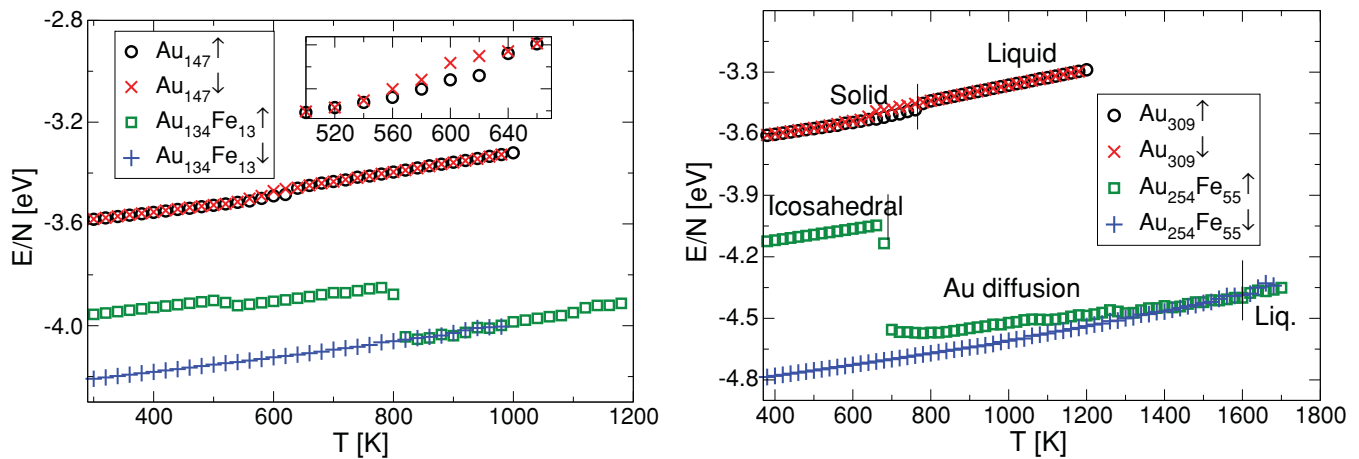 -2.8
-3.2
-3.6
-4.0
E/N [eV]
Au147↑
Au147↓
Au134Fe13↑
Au134Fe13↓
520 560 600 640
400 600 800 1000 1200
T [K]
-3.3
-3.6
-3.9
-4.2
-4.5
-4.8
E/N [eV]
Liquid
Solid
Icosahedral
Au diffusion
Liq.
Au309↑
Au309↓
Au254Fe55↑
Au254Fe55↓
400 600 800 1000 1200 1400 1600 1800
T [K]